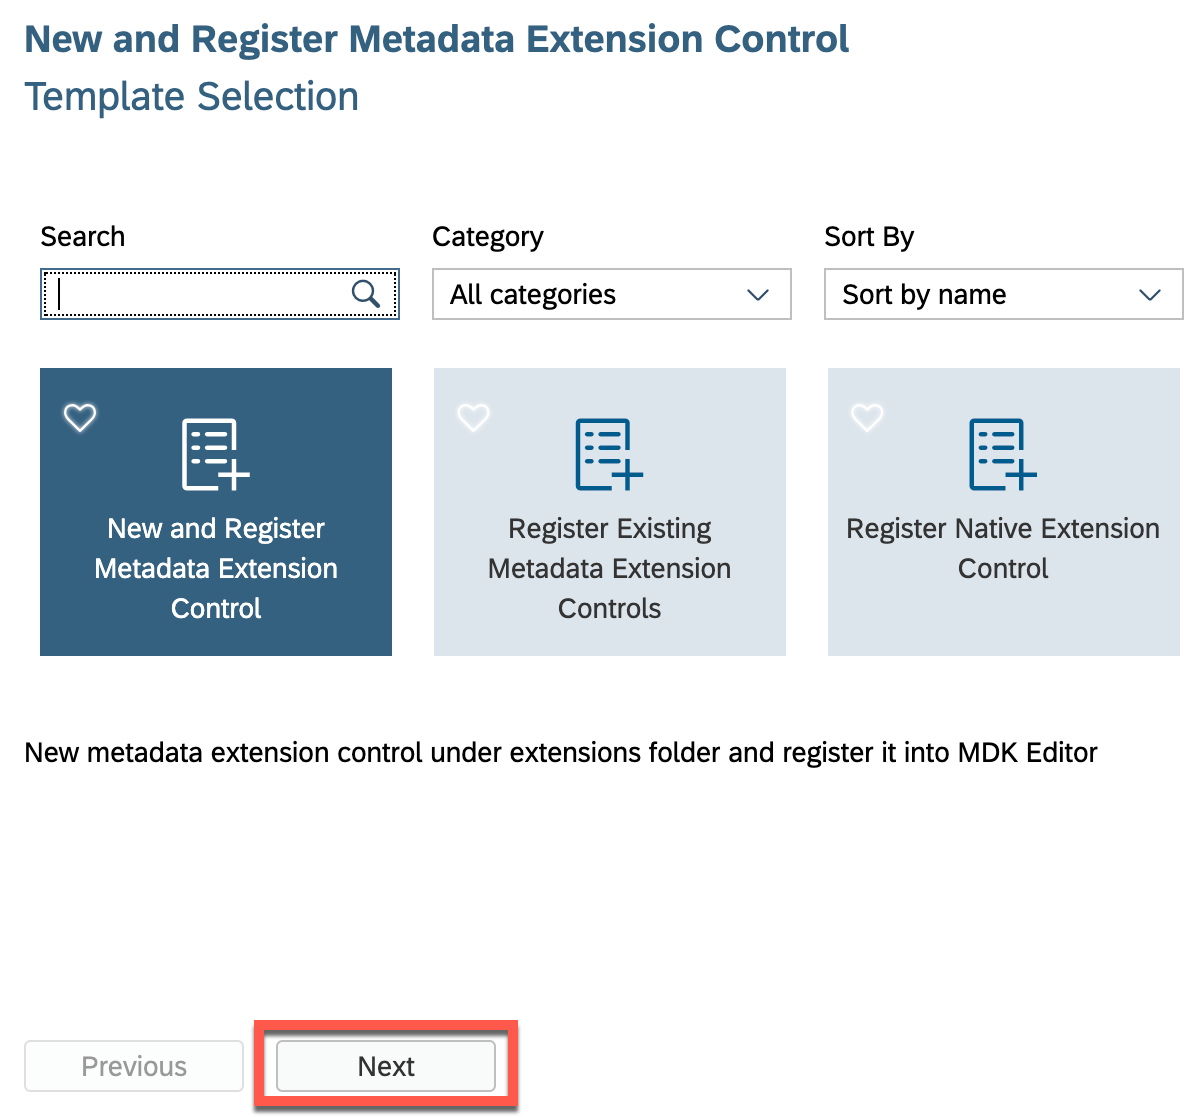 New and Register Metadata Extension Control
Template Selection
Search
Category
Sort By
All categories
Sort by name
New and Register
Metadata Extension
Control
Register Existing
Metadata Extension
Controls
Register Native Extension
Control
New metadata extension control under extensions folder and register it into MDK Editor
Previous
Next